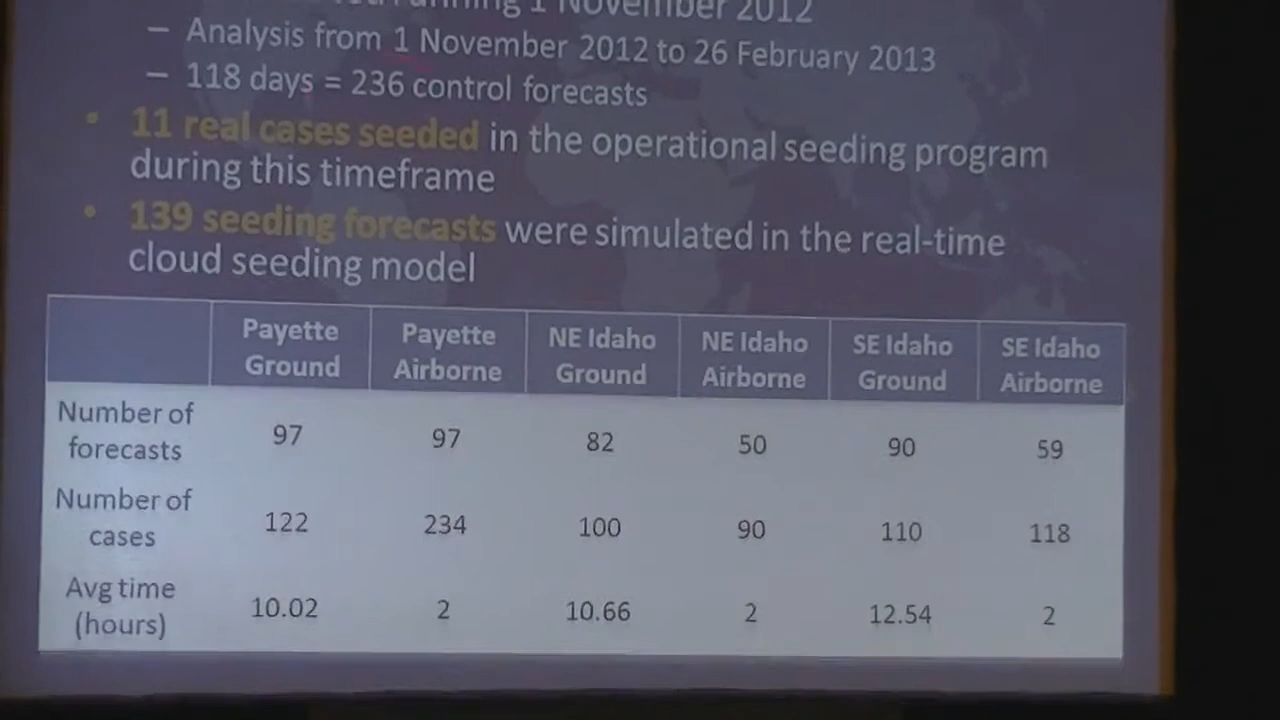 1 November 2012
– Analysis from 1 November 2012 to 26 February 2013
– 118 days = 236 control forecasts
• 11 real cases seeded in the operational seeding program
during this timeframe
• 139 seeding forecasts were simulated in the real-time
cloud seeding model
Payette Ground Payette Airborne NE Idaho Ground NE Idaho Airborne SE Idaho Ground SE Idaho Airborne
Number of forecasts 97 97 82 50 90 59
Number of cases 122 234 100 90 110 118
Avg time (hours) 10.02 2 10.66 2 12.54 2